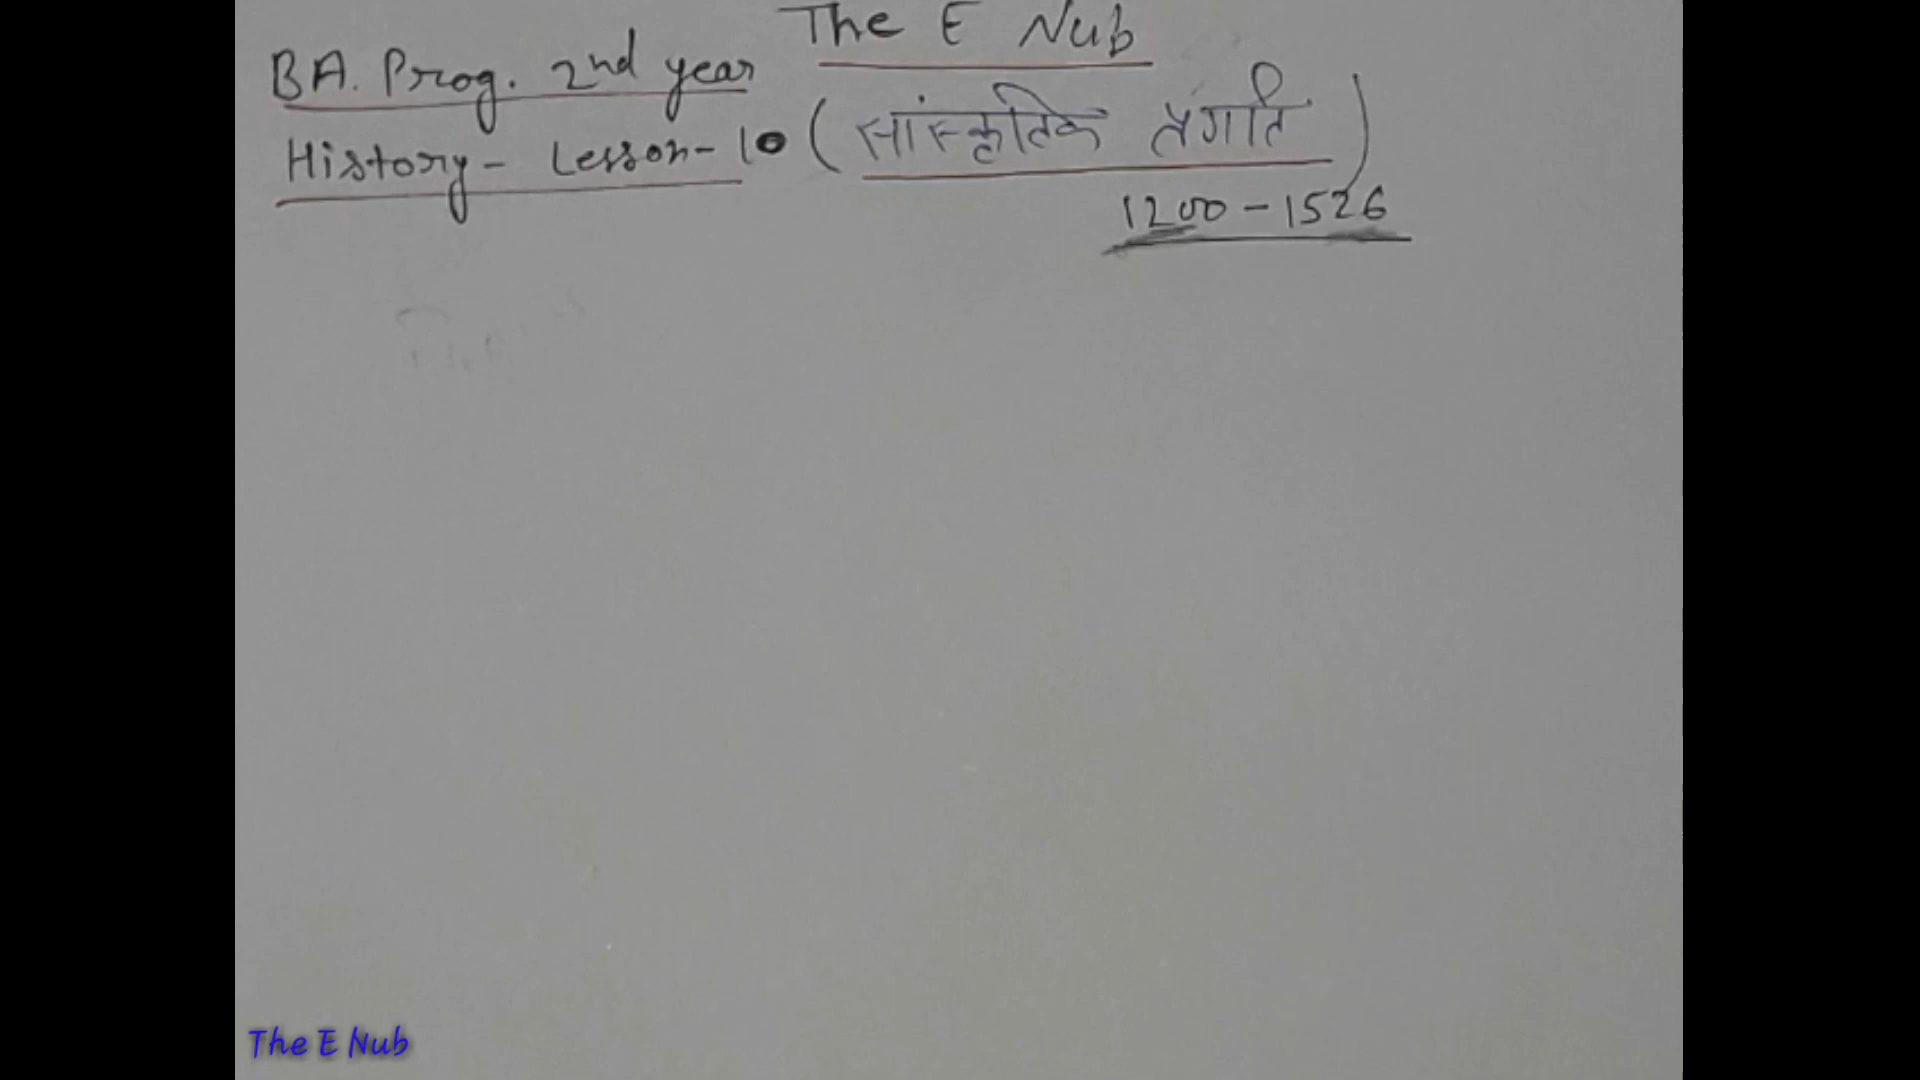 The E Nub
BA. Prog. 2nd year
History - Lesson - 10 (सांस्कृतिक प्रगति)
1200 - 1526
The E Nub